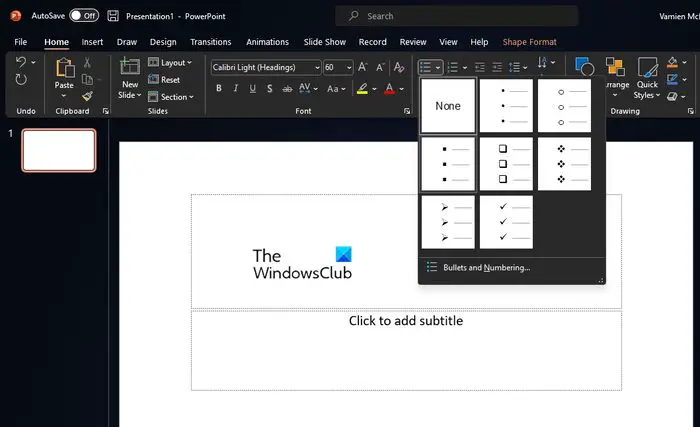 AutoSave Off Presentation1 • PowerPoint Search
File Home Insert Draw Design Transitions Animations Slide Show Record Review View Help Shape Format
Undo
Paste
Clipboard
New Slide
Layout
Reset
Section
Slides
Calibri Light (Headings) 60
B I U S ab
Aa A
Font
Arrange
Quick Styles
Drawing
None
Bullets and Numbering...
1
The
WindowsClub
Click to add subtitle